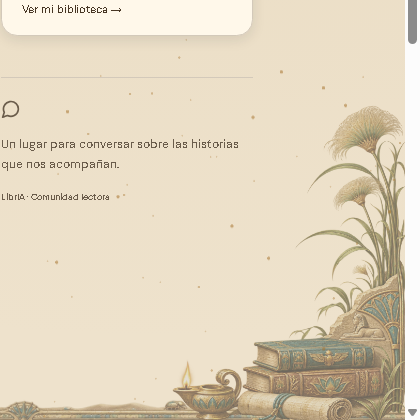 Ver mi biblioteca →
Un lugar para conversar sobre las historias
que nos acompañan.
LibrIA · Comunidad lectora